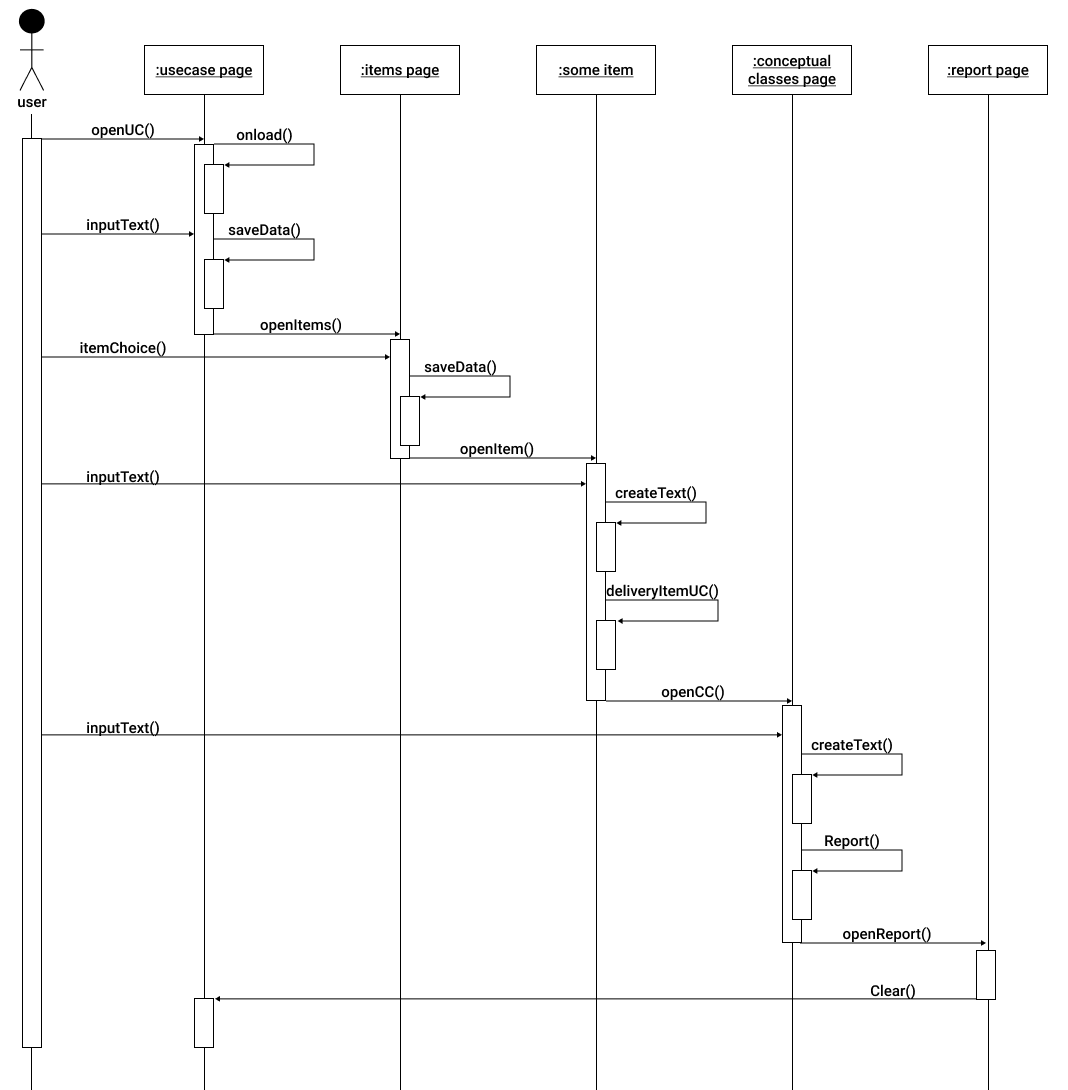 user
:usecase page
:items page
:some item
:conceptual
classes page
:report page
openUC()
onload()
inputText()
saveData()
openItems()
itemChoice()
saveData()
openItem()
inputText()
createText()
deliveryItemUC()
openCC()
inputText()
createText()
Report()
openReport()
Clear()